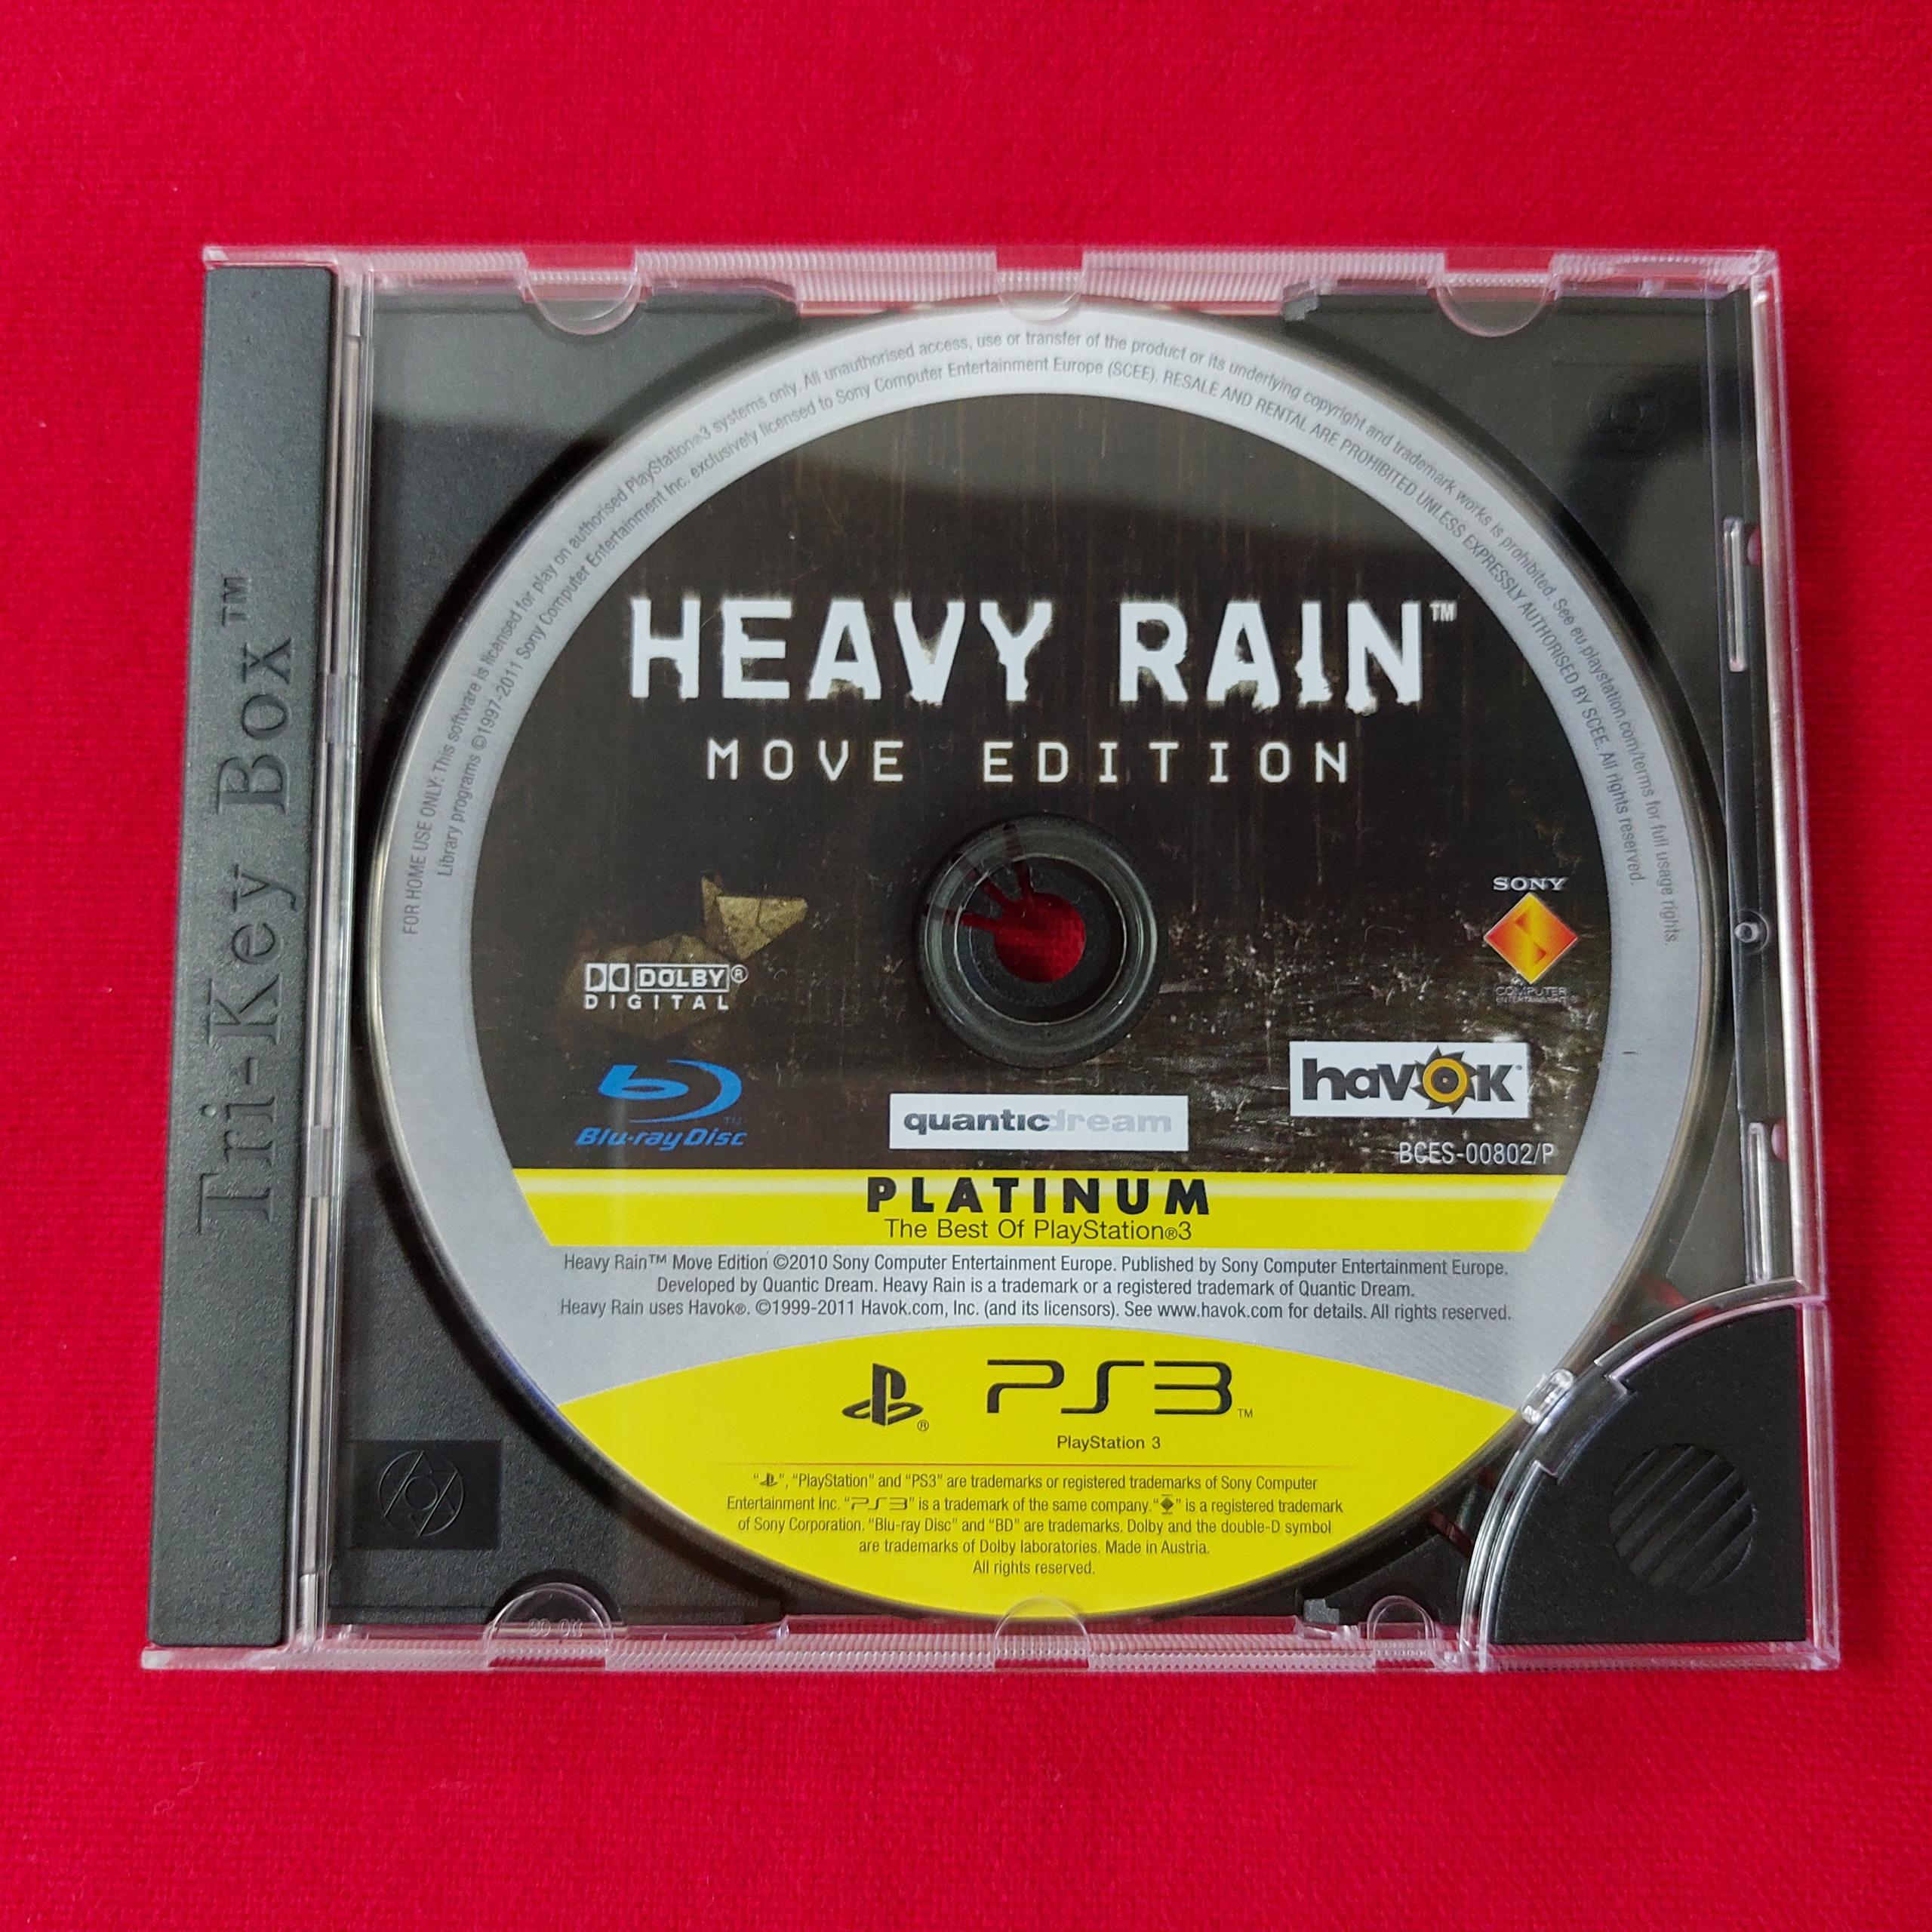 Tri-Key Box™
FOR HOME USE ONLY: This software is licensed for play on authorised PlayStation®3 systems only. All unauthorised access, use or transfer of the product or its underlying copyright and trademark works is prohibited. See eu.playstation.com/terms for full usage rights.
Library programs ©1997-2011 Sony Computer Entertainment Inc. exclusively licensed to Sony Computer Entertainment Europe (SCEE). RESALE AND RENTAL ARE PROHIBITED UNLESS EXPRESSLY AUTHORISED BY SCEE. All rights reserved.
HEAVY RAIN™
MOVE EDITION
SONY
COMPUTER
ENTERTAINMENT®
DOLBY®
DIGITAL
Blu-ray Disc™
quanticdream
havok
BCES-00802/P
PLATINUM
The Best Of PlayStation®3
Heavy Rain™ Move Edition ©2010 Sony Computer Entertainment Europe. Published by Sony Computer Entertainment Europe.
Developed by Quantic Dream. Heavy Rain is a trademark or a registered trademark of Quantic Dream.
Heavy Rain uses Havok®. ©1999-2011 Havok.com, Inc. (and its licensors). See www.havok.com for details. All rights reserved.
PS3™
PlayStation 3
“ ”, “PlayStation” and “PS3” are trademarks or registered trademarks of Sony Computer
Entertainment Inc. “PS3” is a trademark of the same company. “ ” is a registered trademark
of Sony Corporation. “Blu-ray Disc” and “BD” are trademarks. Dolby and the double-D symbol
are trademarks of Dolby laboratories. Made in Austria.
All rights reserved.